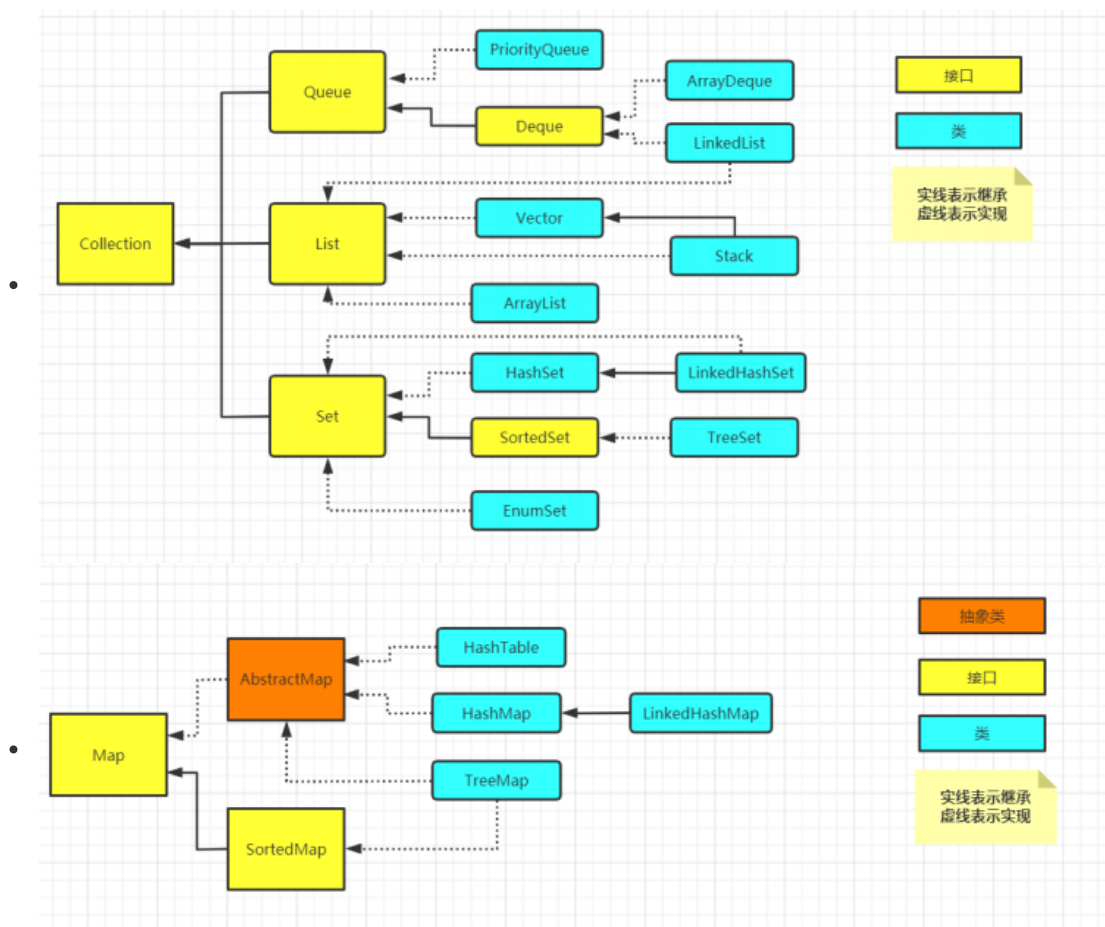 PriorityQueue
Queue
Deque
ArrayDeque
LinkedList
接口
类
实线表示继承
虚线表示实现
Collection
List
Vector
Stack
ArrayList
HashSet
LinkedHashSet
Set
SortedSet
TreeSet
EnumSet
抽象类
接口
类
实线表示继承
虚线表示实现
HashTable
AbstractMap
HashMap
LinkedHashMap
Map
TreeMap
SortedMap